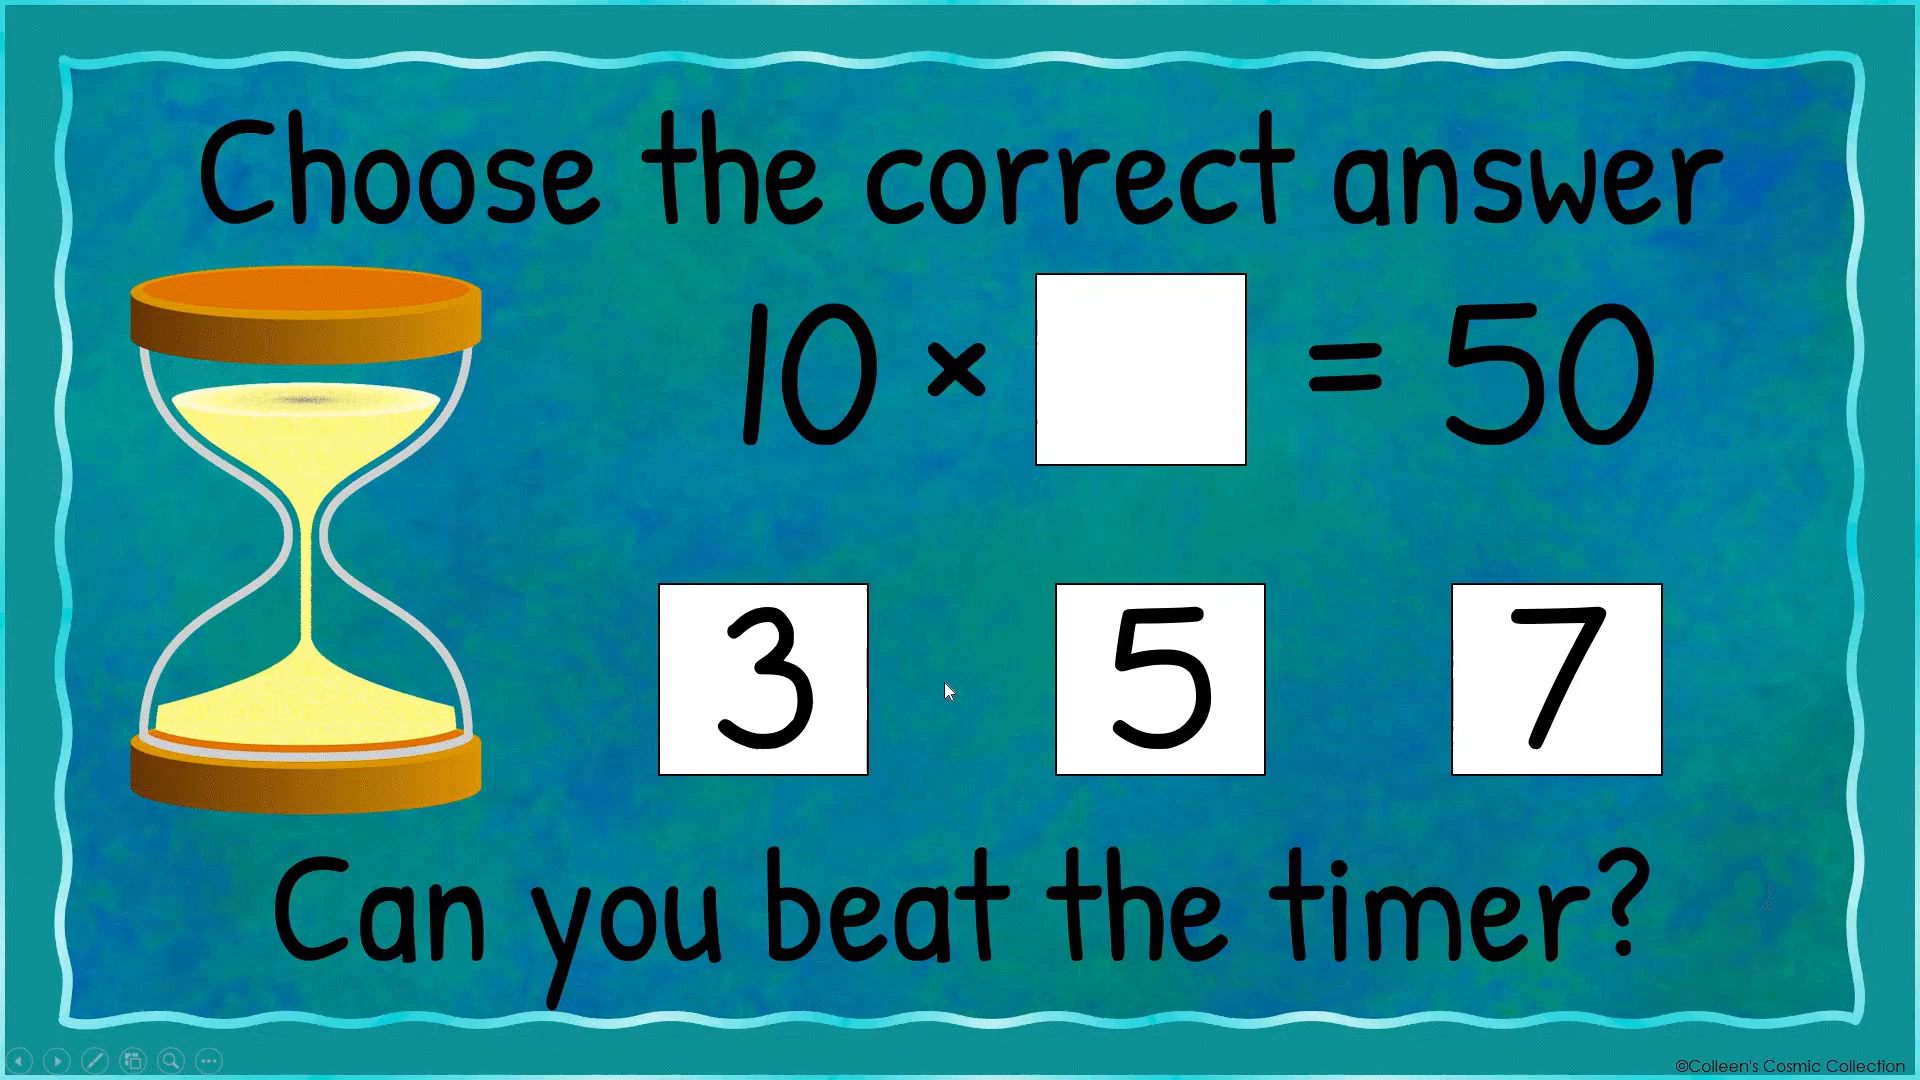 Choose the correct answer
10 × = 50
3 5 7
Can you beat the timer?
©Colleen's Cosmic Collection